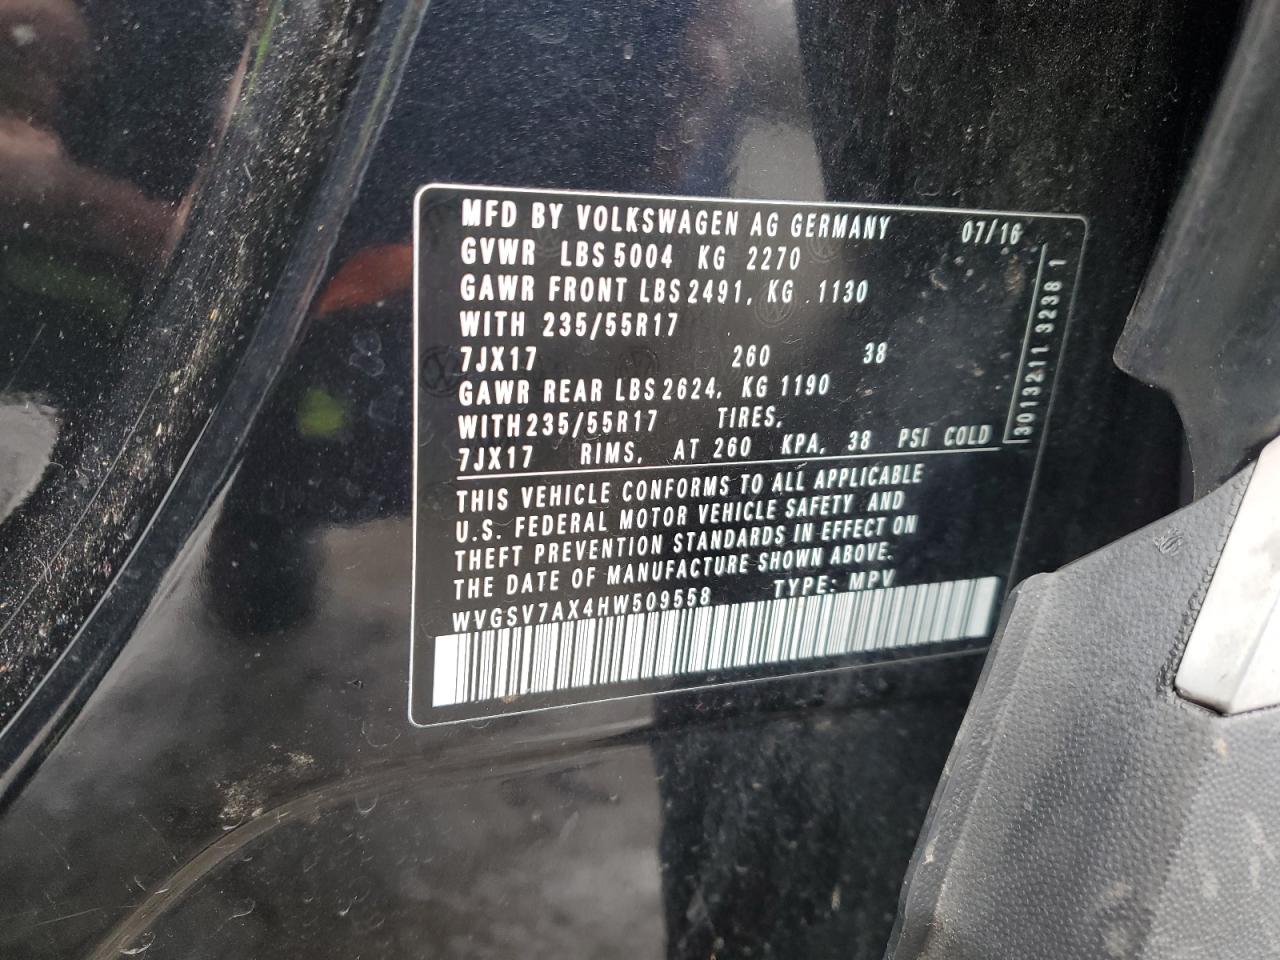 MFD BY VOLKSWAGEN AG GERMANY 07/16
GVWR LBS 5004 KG 2270
GAWR FRONT LBS 2491, KG 1130
WITH 235/55R17
7JX17 260 38
GAWR REAR LBS 2624, KG 1190
WITH 235/55R17 TIRES,
7JX17 RIMS, AT 260 KPA, 38 PSI COLD
THIS VEHICLE CONFORMS TO ALL APPLICABLE
U.S. FEDERAL MOTOR VEHICLE SAFETY AND
THEFT PREVENTION STANDARDS IN EFFECT ON
THE DATE OF MANUFACTURE SHOWN ABOVE.
WVGSV7AX4HW509558 TYPE: MPV
3013211 3238 1